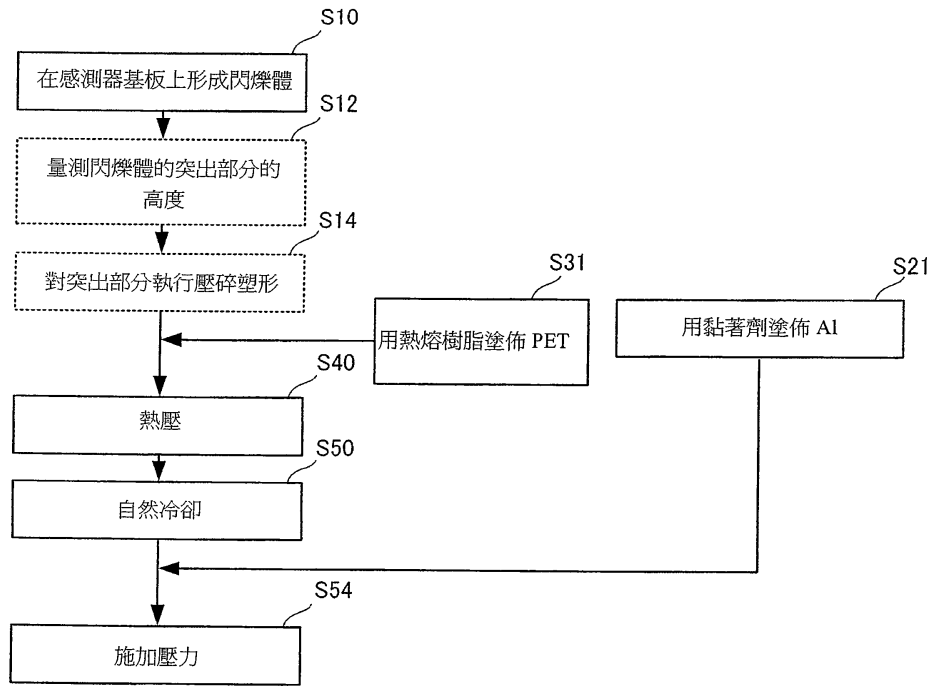 S10
在感測器基板上形成閃爍體
S12
量測閃爍體的突出部分的
高度
S14
對突出部分執行壓碎塑形
S31
用熱熔樹脂塗佈 PET
S21
用黏著劑塗佈 Al
S40
熱壓
S50
自然冷卻
S54
施加壓力